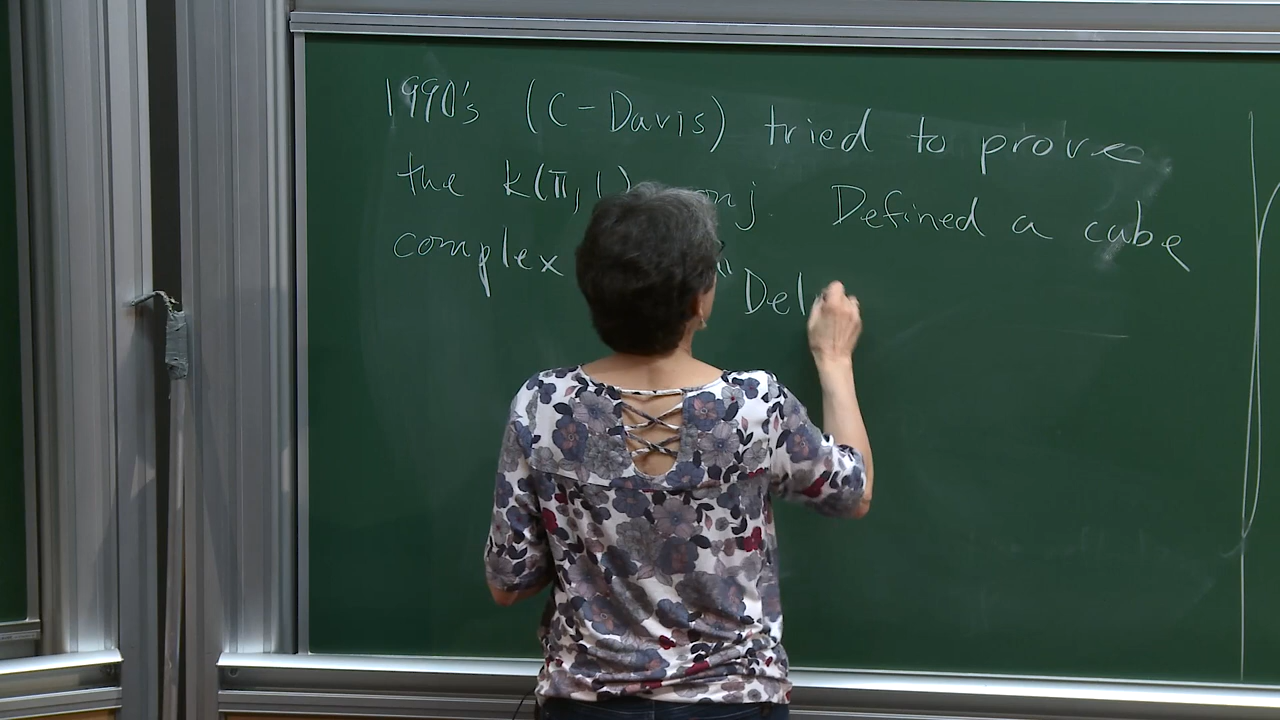 1990's (C-Davis) tried to prove
the K(π,1) conj. Defined a cube
complex " Del